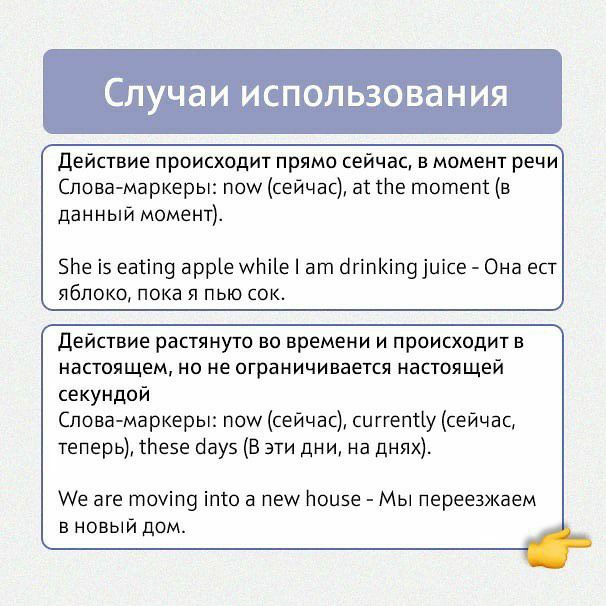 Случаи использования
Действие происходит прямо сейчас, в момент речи
Слова-маркеры: now (сейчас), at the moment (в
данный момент).
She is eating apple while I am drinking juice - Она ест
яблоко, пока я пью сок.
Действие растянуто во времени и происходит в
настоящем, но не ограничивается настоящей
секундой
Слова-маркеры: now (сейчас), currently (сейчас,
теперь), these days (В эти дни, на днях).
We are moving into a new house - Мы переезжаем
в новый дом.